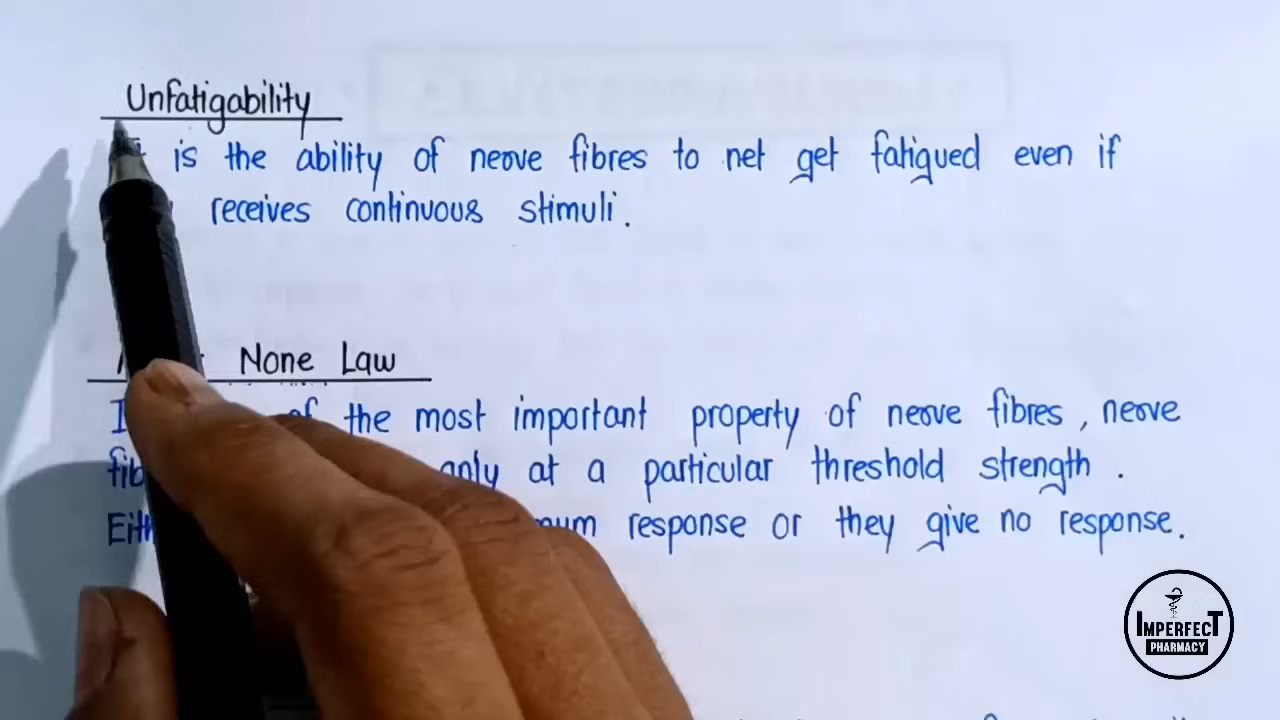 Unfatigability
is the ability of nerve fibres to not get fatigued even if
receives continuous stimuli.
None Law
of the most important property of nerve fibres, nerve
only at a particular threshold strength.
response or they give no response.
IMPERFECT
PHARMACY